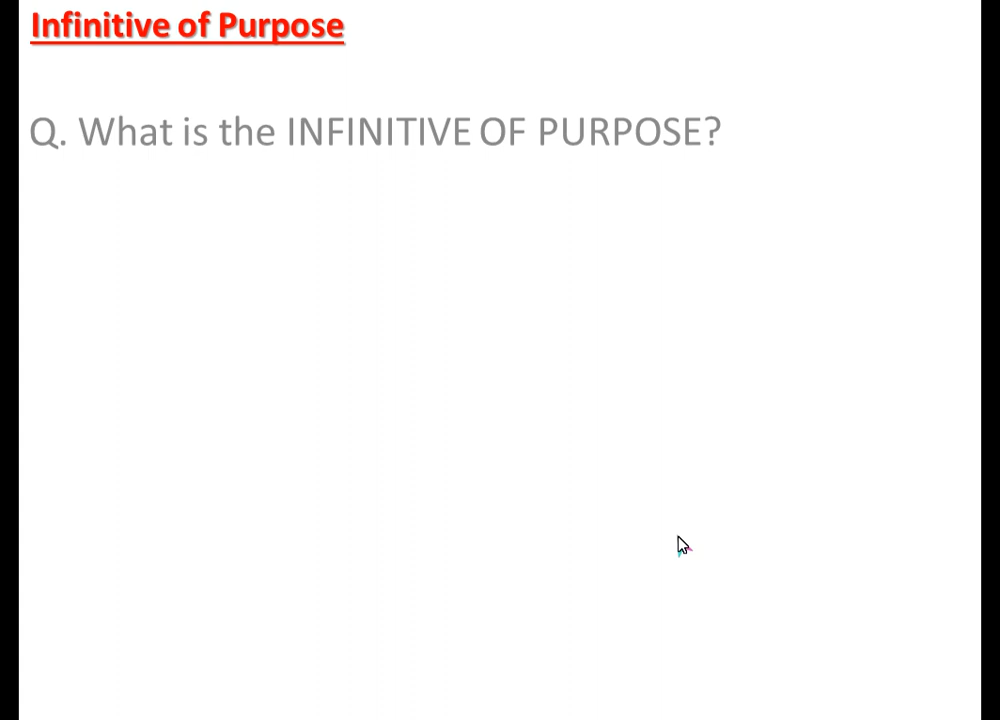 Infinitive of Purpose
Q. What is the INFINITIVE OF PURPOSE?